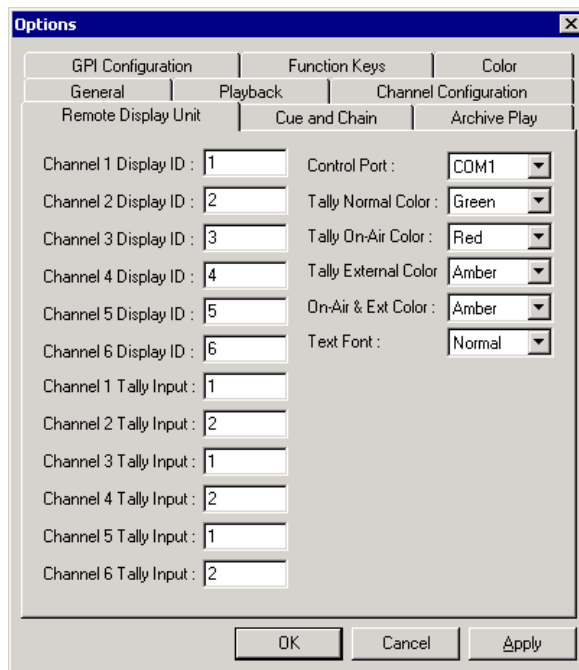 Options
GPI Configuration Function Keys Color
General Playback Channel Configuration
Remote Display Unit Cue and Chain Archive Play
Channel 1 Display ID : 1
Channel 2 Display ID : 2
Channel 3 Display ID : 3
Channel 4 Display ID : 4
Channel 5 Display ID : 5
Channel 6 Display ID : 6
Channel 1 Tally Input : 1
Channel 2 Tally Input : 2
Channel 3 Tally Input : 1
Channel 4 Tally Input : 2
Channel 5 Tally Input : 1
Channel 6 Tally Input : 2
Control Port : COM1
Tally Normal Color : Green
Tally On-Air Color : Red
Tally External Color Amber
On-Air & Ext Color : Amber
Text Font : Normal
OK Cancel Apply